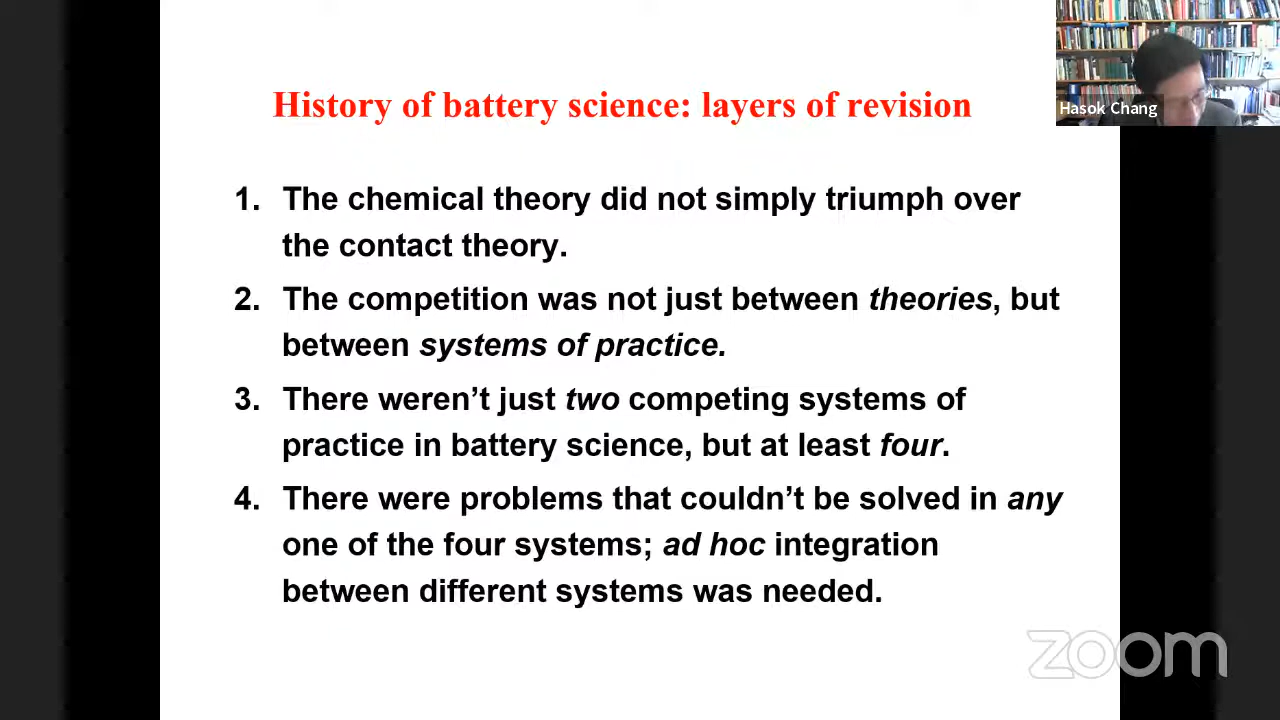 History of battery science: layers of revision
Hasok Chang
1. The chemical theory did not simply triumph over
the contact theory.
2. The competition was not just between theories, but
between systems of practice.
3. There weren’t just two competing systems of
practice in battery science, but at least four.
4. There were problems that couldn’t be solved in any
one of the four systems; ad hoc integration
between different systems was needed.
zoom